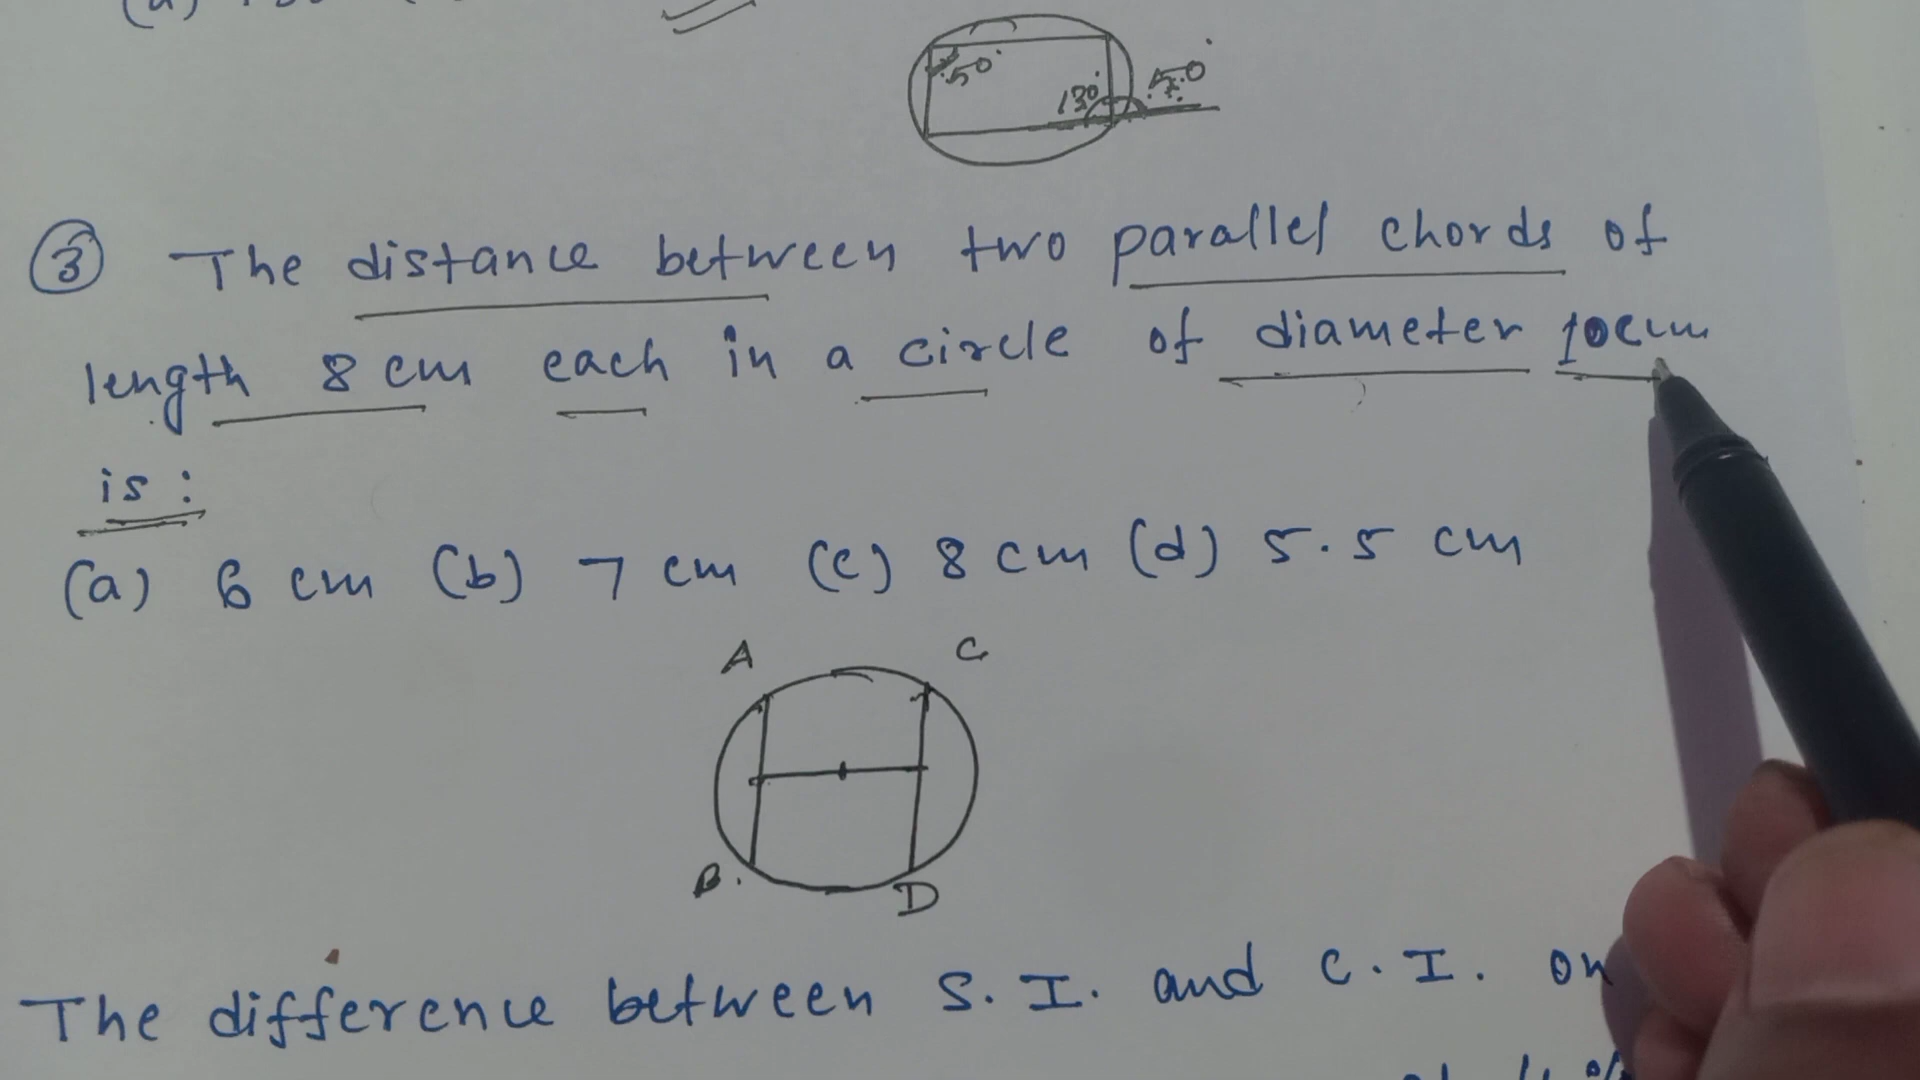 50°
130°
50°
③ The distance between two parallel chords of
length 8 cm each in a circle of diameter 10cm
is :
(a) 6 cm (b) 7 cm (c) 8 cm (d) 5.5 cm
A C
B. D
The difference between S.I. and C.I. on